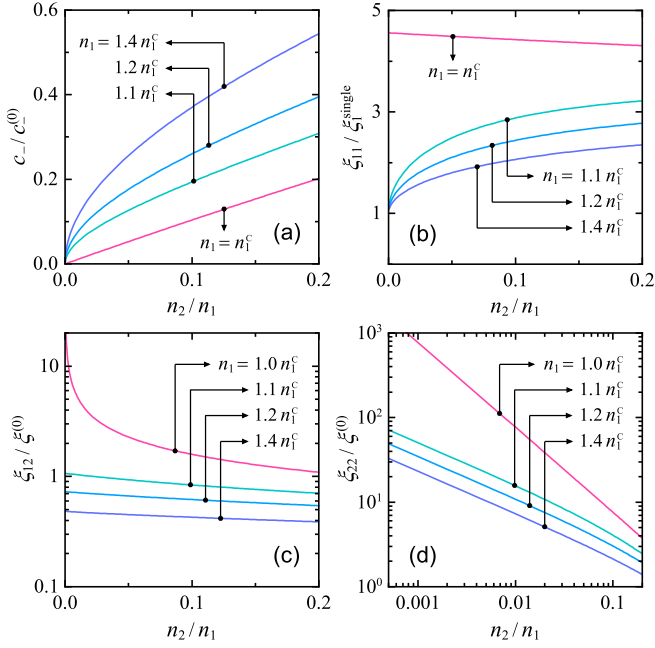 0.6
0.4
0.2
0.0
c₋ / c₋⁽⁰⁾
n₁ = 1.4 n₁ᶜ
1.2 n₁ᶜ
1.1 n₁ᶜ
n₁ = n₁ᶜ
(a)
0.0 0.1 0.2
n₂ / n₁
5
3
1
ξ₁₁ / ξ₁ˢⁱⁿᵍˡᵉ
n₁ = n₁ᶜ
n₁ = 1.1 n₁ᶜ
1.2 n₁ᶜ
1.4 n₁ᶜ
(b)
0.0 0.1 0.2
n₂ / n₁
10
1
0.1
ξ₁₂ / ξ⁽⁰⁾
n₁ = 1.0 n₁ᶜ
1.1 n₁ᶜ
1.2 n₁ᶜ
1.4 n₁ᶜ
(c)
0.0 0.1 0.2
n₂ / n₁
10³
10²
10¹
10⁰
ξ₂₂ / ξ⁽⁰⁾
n₁ = 1.0 n₁ᶜ
1.1 n₁ᶜ
1.2 n₁ᶜ
1.4 n₁ᶜ
(d)
0.001 0.01 0.1
n₂ / n₁